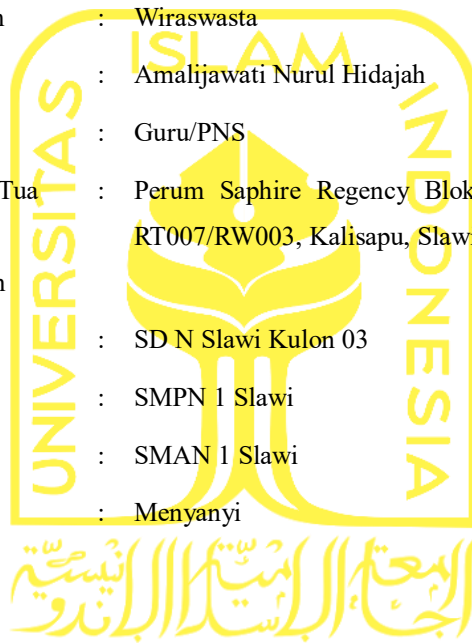 : Wiraswasta
ISLAM
: Amalijawati Nurul Hidajah
: Guru/PNS
Tua : Perum Saphire Regency Blok
RT007/RW003, Kalisapu, Slawi
: SD N Slawi Kulon 03
: SMPN 1 Slawi
: SMAN 1 Slawi
: Menyanyi
UNIVERSITAS
INDONESIA